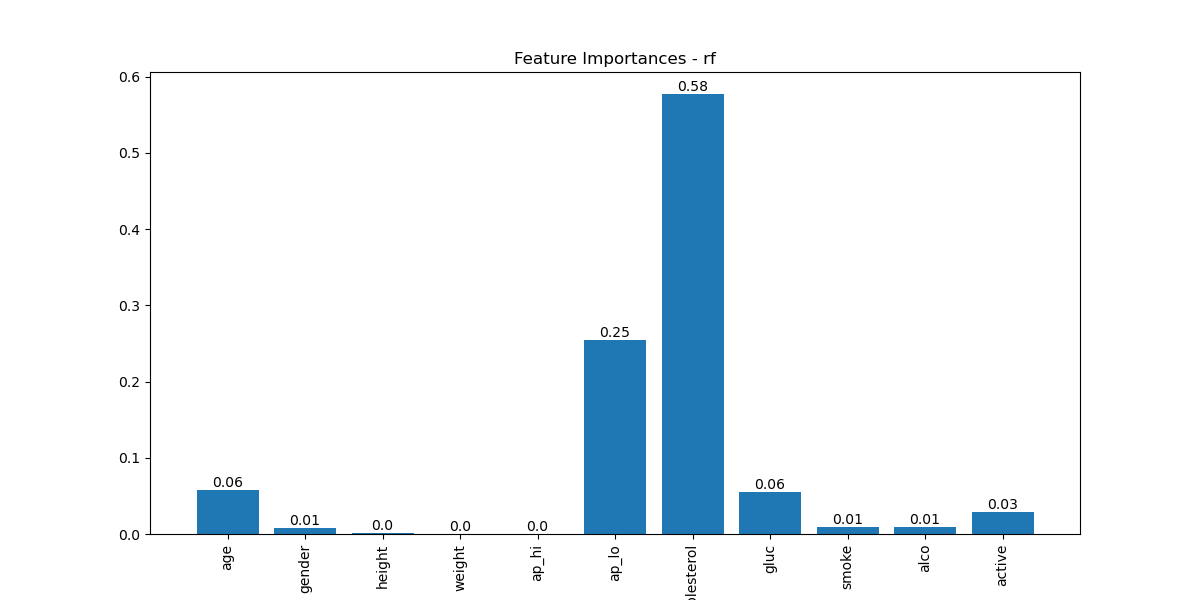 Feature Importances - rf
0.6
0.5
0.4
0.3
0.2
0.1
0.0
0.06
0.01
0.0
0.0
0.0
0.25
0.58
0.06
0.01
0.01
0.03
age
gender
height
weight
ap_hi
ap_lo
olesterol
gluc
smoke
alco
active